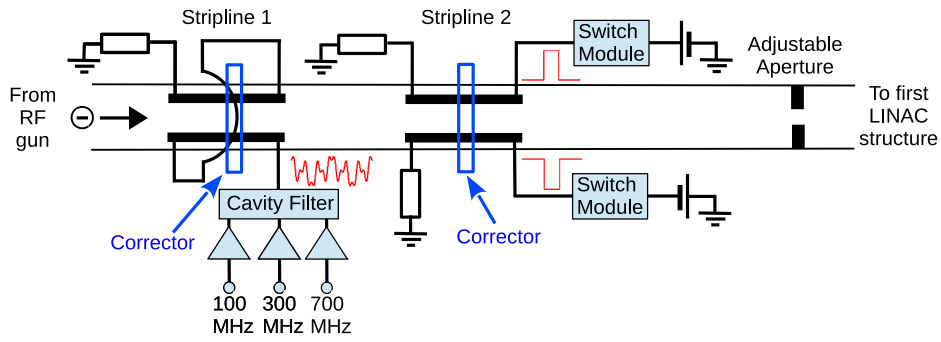 Stripline 1
Stripline 2
Switch
Module
Adjustable
Aperture
From
RF
gun
To first
LINAC
structure
Cavity Filter
Corrector
Corrector
Switch
Module
100
MHz
300
MHz
700
MHz